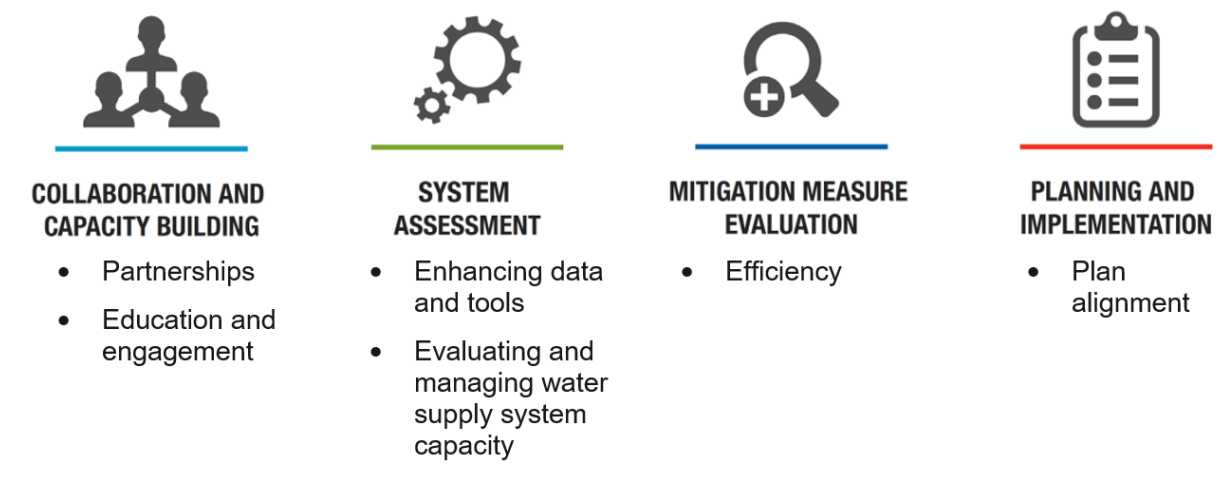 COLLABORATION AND
CAPACITY BUILDING
• Partnerships
• Education and
engagement
SYSTEM
ASSESSMENT
• Enhancing data
and tools
• Evaluating and
managing water
supply system
capacity
MITIGATION MEASURE
EVALUATION
• Efficiency
PLANNING AND
IMPLEMENTATION
• Plan
alignment